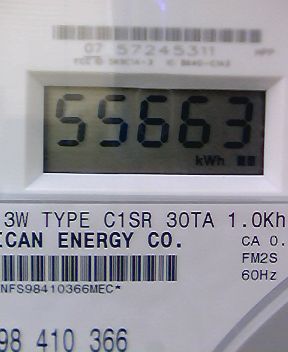 07 57245311
55663
kWh
3W TYPE C1SR 30TA 1.0Kh
ICAN ENERGY CO.
CA 0.
FM2S
60Hz
NFS98410366MEC*
98 410 366